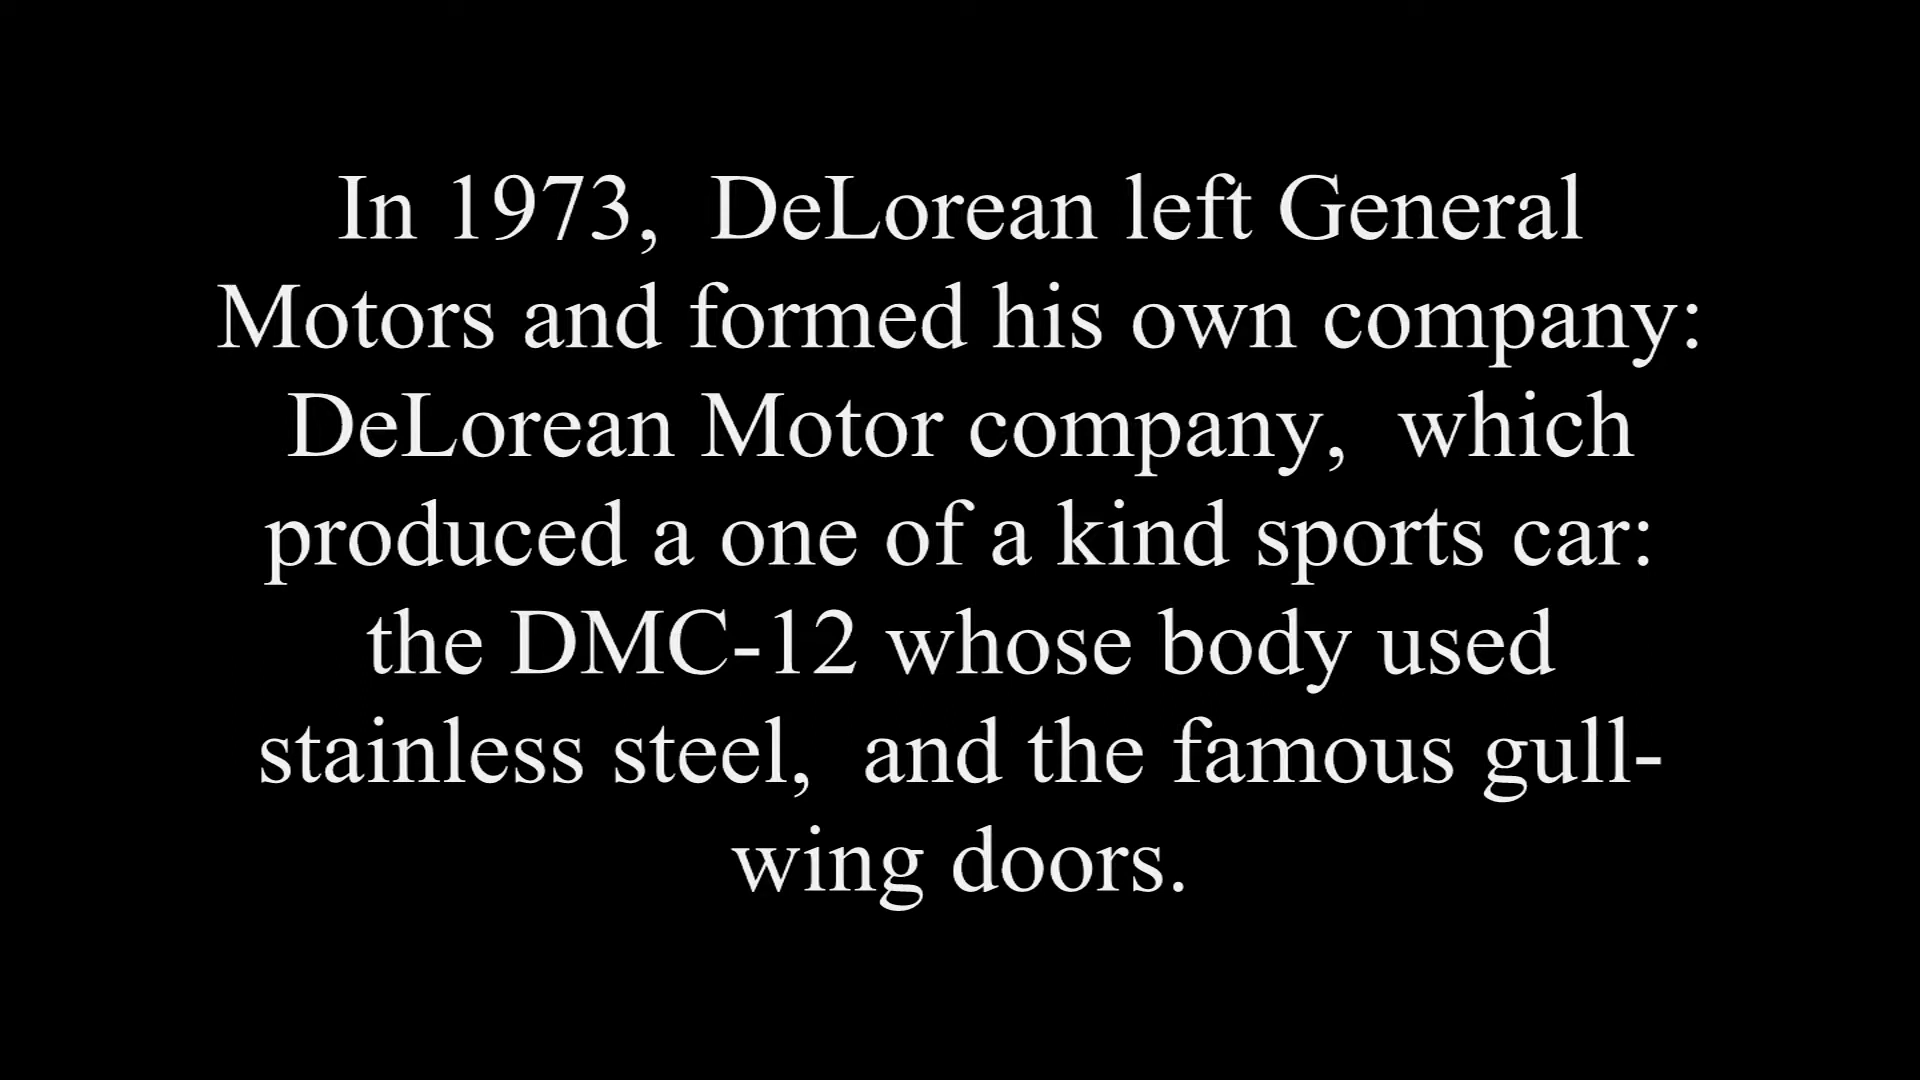 In 1973,  DeLorean left General
Motors and formed his own company:
DeLorean Motor company,  which
produced a one of a kind sports car:
the DMC-12 whose body used
stainless steel,  and the famous gull-
wing doors.